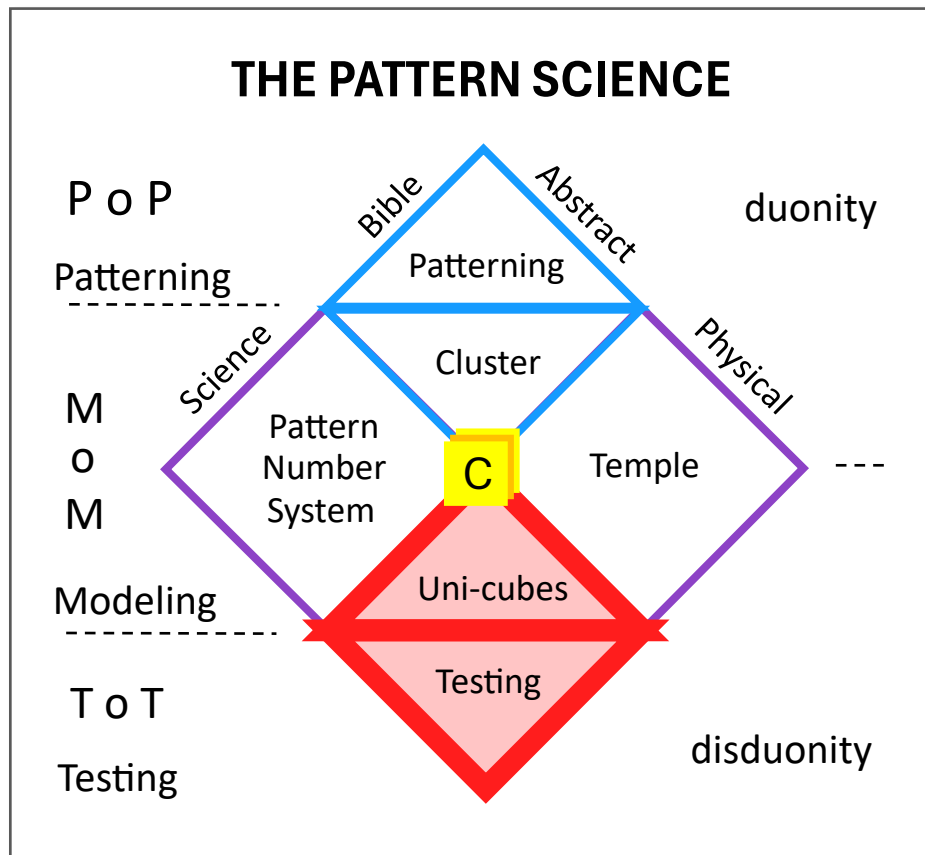 THE PATTERN SCIENCE
P o P
Bible
Abstract
duonity
Patterning
Patterning
Science
Cluster
Physical
M
o
M
Pattern
Number
System
C
Temple
Modeling
Uni-cubes
T o T
Testing
Testing
disduonity